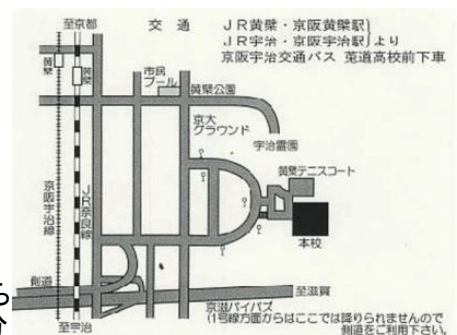 至京都
交 通
JR黄檗・京阪黄檗駅
JR宇治・京阪宇治駅}より
京阪宇治交通バス 莵道高校前下車
黄檗
黄檗
市民プール
黄檗公園
京大グラウンド
宇治霊園
黄檗テニスコート
京阪宇治線
JR奈良線
本校
側道
至滋賀
京滋バイパス
(1号線方面からはここでは降りられませんので
側道をご利用下さい。)
至宇治
ら